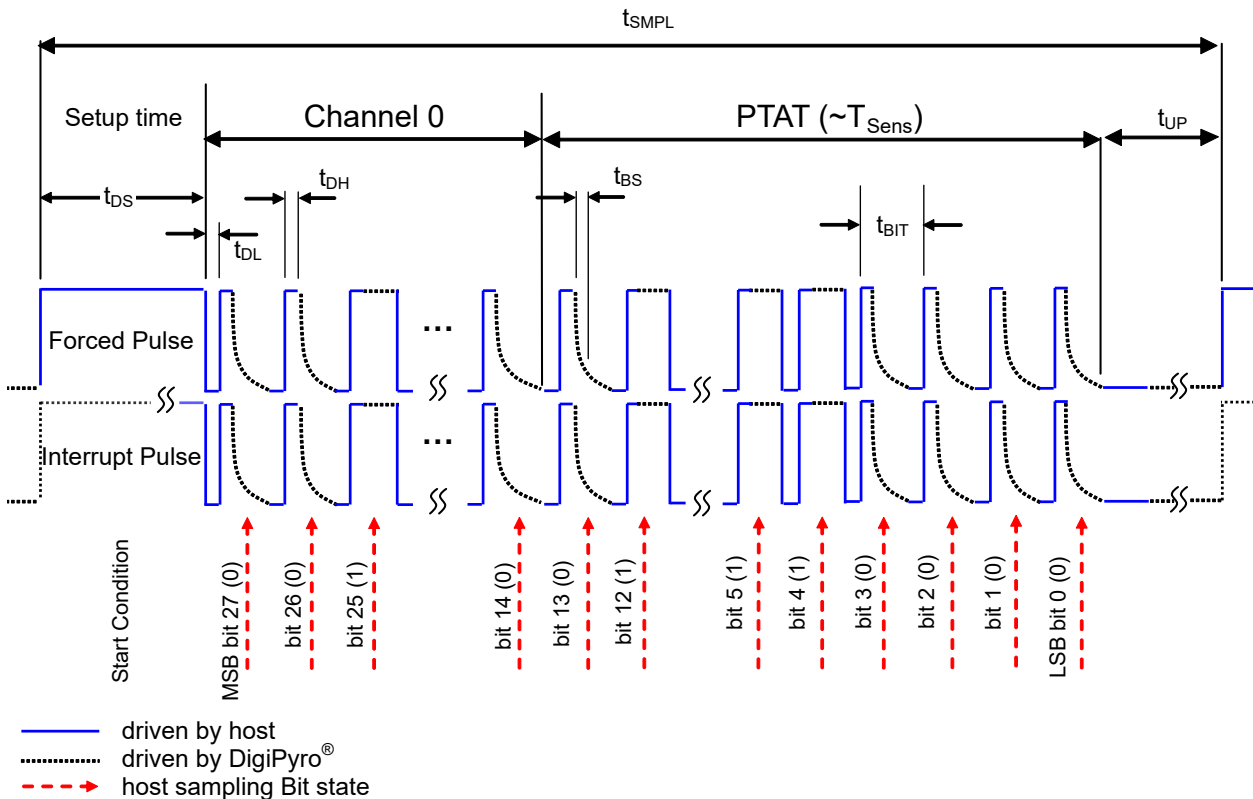 tSMPL
Setup time
Channel 0
PTAT (~TSens)
tUP
tDS
tDH
tBS
tDL
tBIT
Forced Pulse
...
Interrupt Pulse
...
Start Condition
MSB bit 27 (0)
bit 26 (0)
bit 25 (1)
bit 14 (0)
bit 13 (0)
bit 12 (1)
bit 5 (1)
bit 4 (1)
bit 3 (0)
bit 2 (0)
bit 1 (0)
LSB bit 0 (0)
driven by host
driven by DigiPyro®
host sampling Bit state